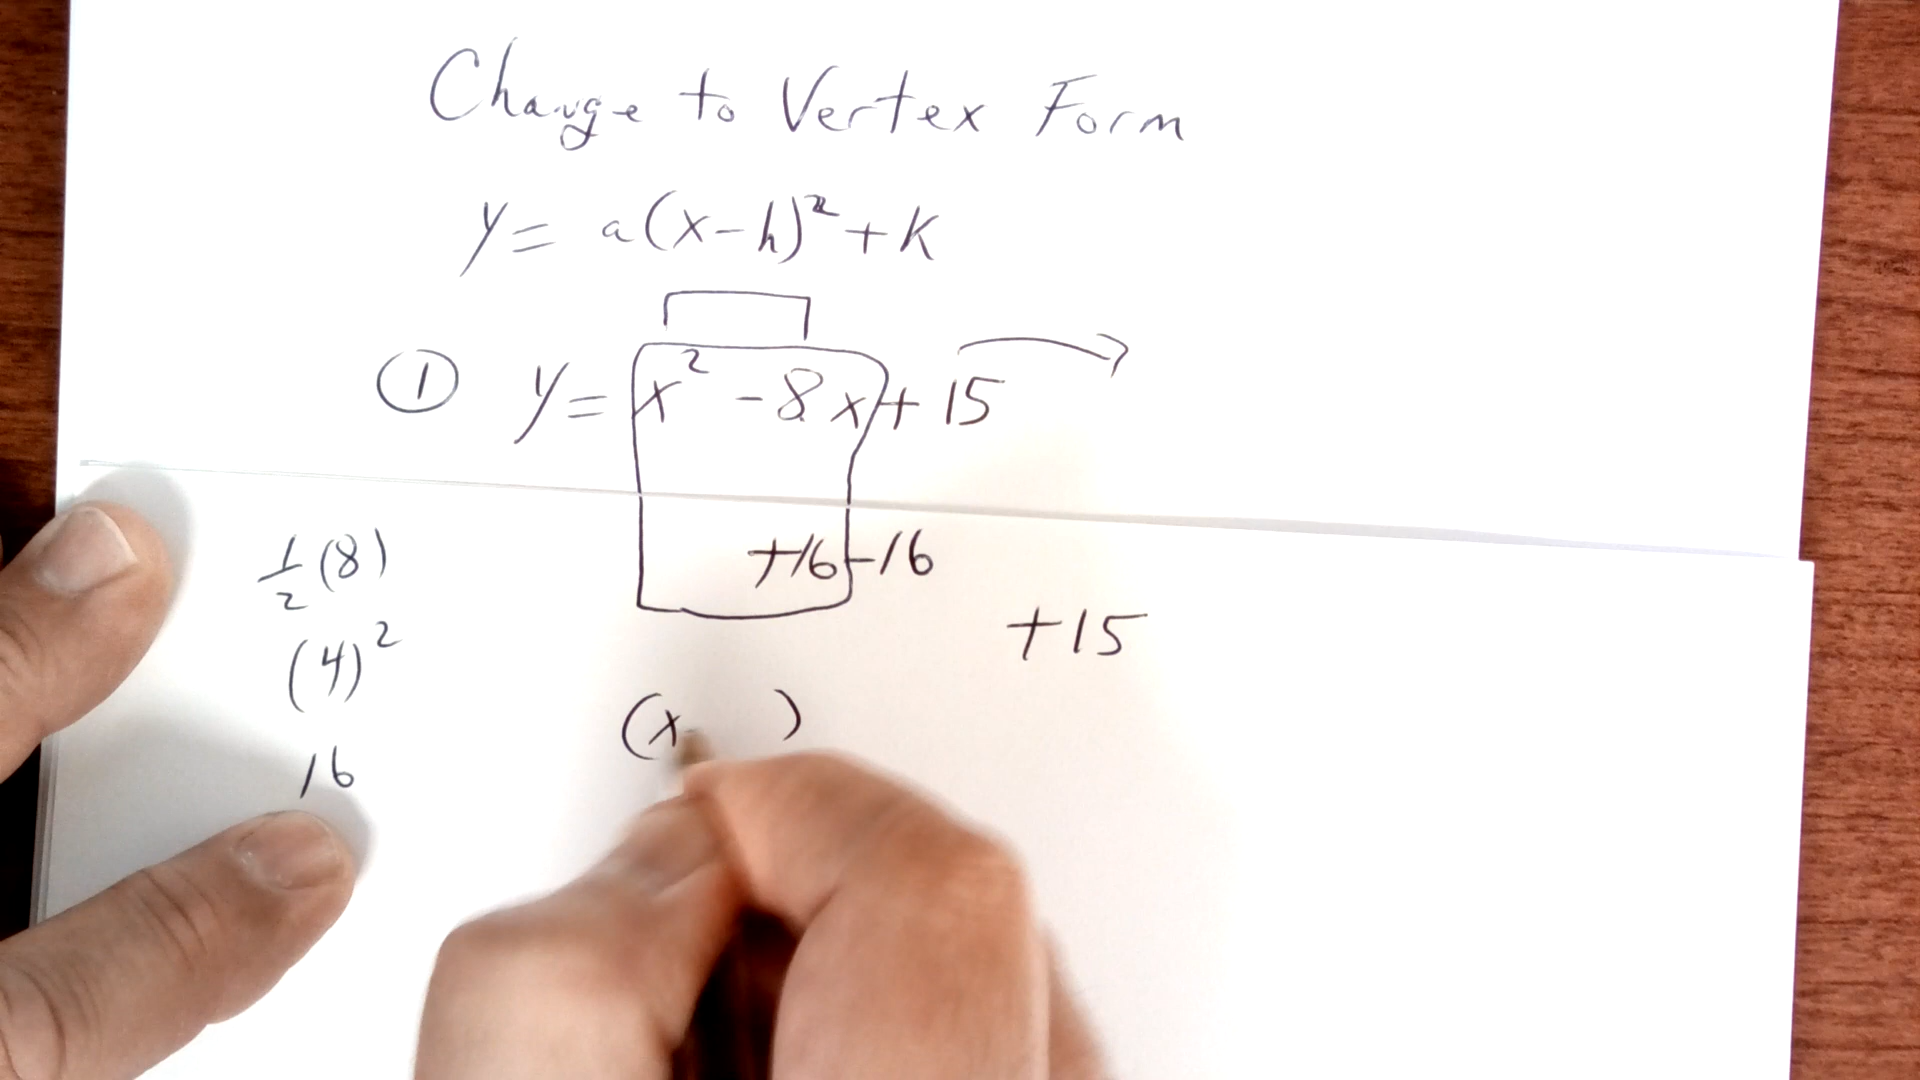 Change to Vertex Form
y = a(x-h)² + k
① y = x² - 8x + 15
1/2 (8)
+16 -16
+15
(4)²
(x- )
16